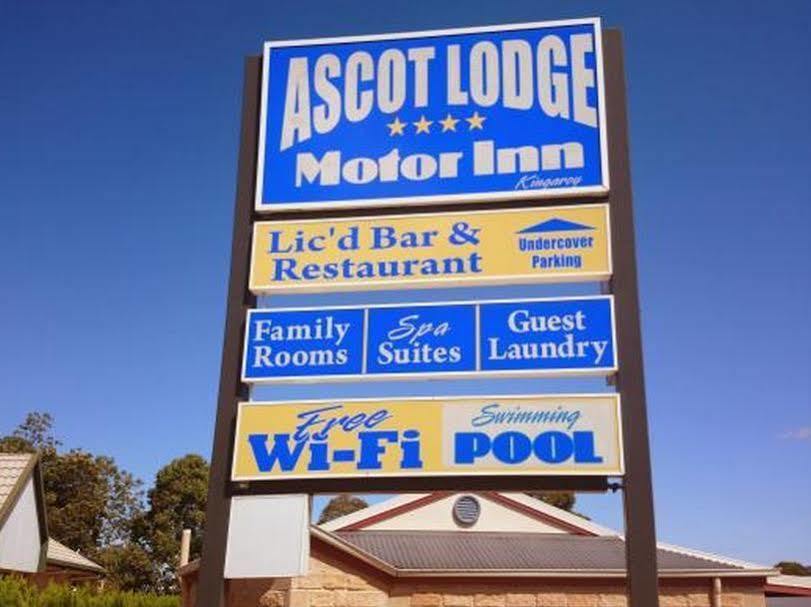 ASCOT LODGE
Motor Inn
Kingaroy
Lic'd Bar &
Restaurant
Undercover
Parking
Family
Rooms
Spa
Suites
Guest
Laundry
Free
Wi-Fi
Swimming
POOL